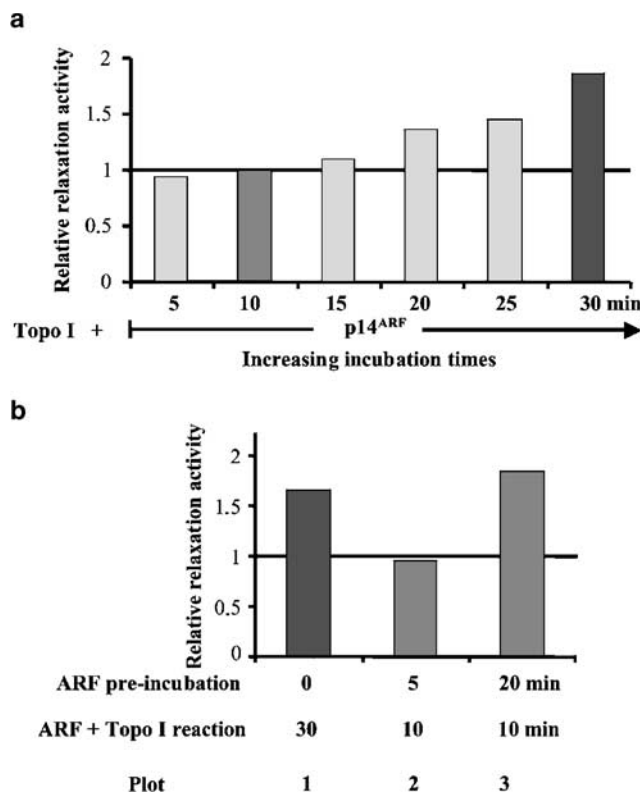 a
Relative relaxation activity
2
1.5
1
0.5
0
5 10 15 20 25 30 min
Topo I + p14ARF
Increasing incubation times
b
Relative relaxation activity
2
1.5
1
0.5
0
ARF pre-incubation 0 5 20 min
ARF + Topo I reaction 30 10 10 min
Plot 1 2 3